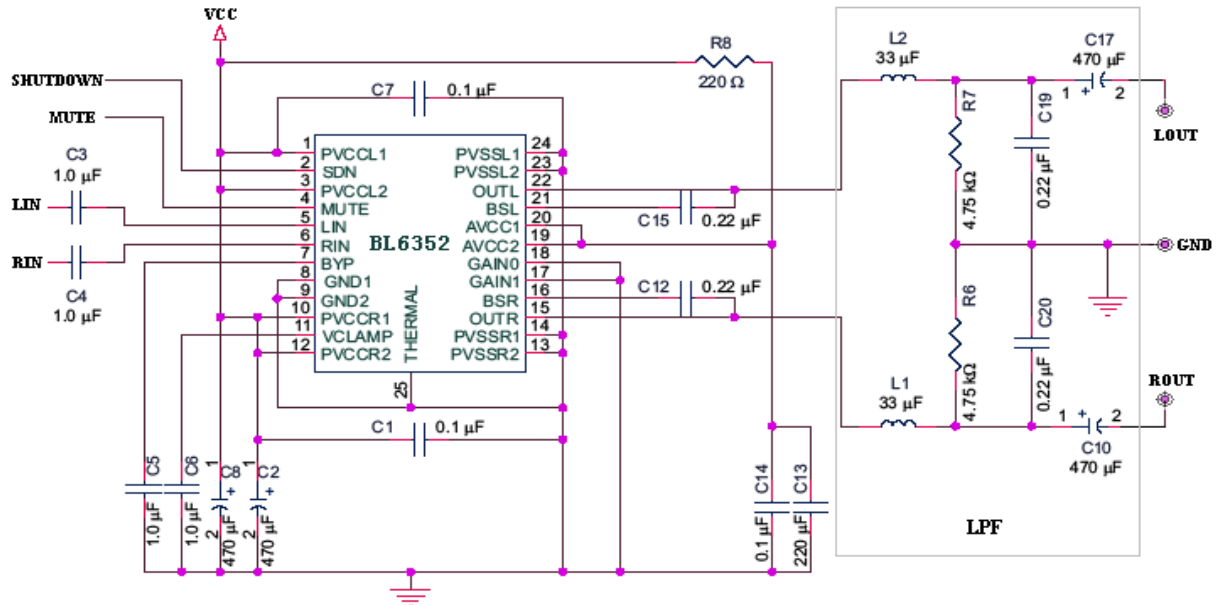 VCC
SHUTDOWN
MUTE
C3
1.0 µF
LIN
RIN
C4
1.0 µF
C7
0.1 µF
R8
220 Ω
BL6352
1 PVCCL1
2 SDN
3 PVCCL2
4 MUTE
5 LIN
6 RIN
7 BYP
8 GND1
9 GND2
10 PVCCR1
11 VCLAMP
12 PVCCR2
THERMAL
25
PVSSL1 24
PVSSL2 23
OUTL 22
BSL 21
AVCC1 20
AVCC2 19
GAIN0 18
GAIN1 17
BSR 16
OUTR 15
PVSSR1 14
PVSSR2 13
C15 0.22 µF
C12 0.22 µF
C1
0.1 µF
C5
1.0 µF
C6
1.0 µF
1
C8
+
2
470 µF
1
C2
+
2
470 µF
C14
0.1 µF
C13
220 µF
L2
33 µF
C17
470 µF
1 + 2
R7
4.75 kΩ
C19
0.22 µF
LOUT
GND
R6
4.75 kΩ
C20
0.22 µF
L1
33 µF
1 + 2
C10
470 µF
ROUT
LPF